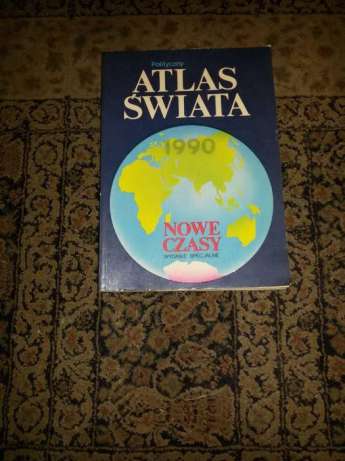 Polityczny
ATLAS
ŚWIATA
1990
NOWE
CZASY
WYDANIE SPECJALNE